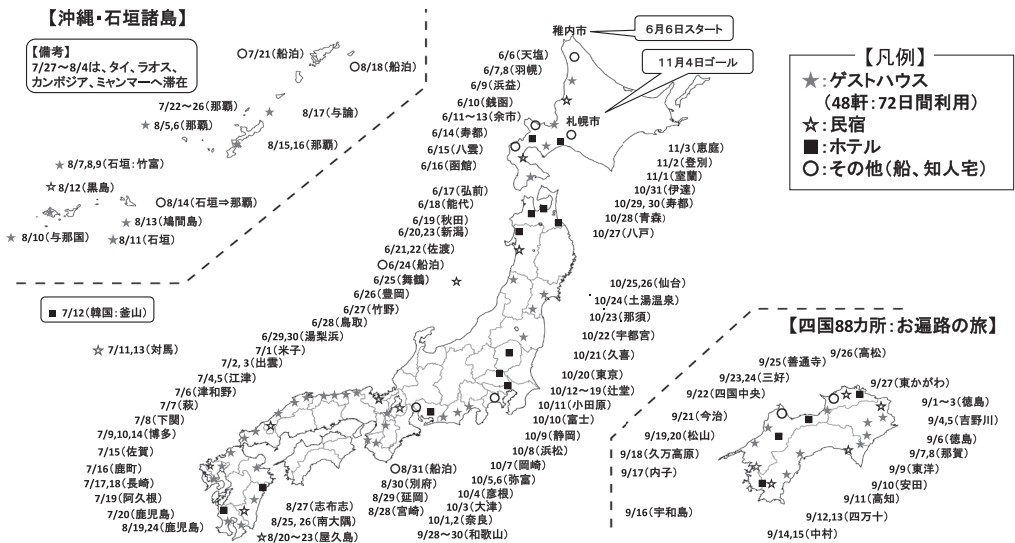 【沖縄・石垣諸島】
【備考】
7/27～8/4は、タイ、ラオス、
カンボジア、ミャンマーへ滞在
○7/21(船泊)
○8/18(船泊)
7/22～26(那覇)
★8/5,6(那覇)
8/17(与論)
8/15,16(那覇)
★8/7,8,9(石垣:竹富)
☆8/12(黒島)
○8/14(石垣⇒那覇)
★8/13(鳩間島)
★8/10(与那国)
★8/11(石垣)
■ 7/12(韓国:釜山)
★ 7/11,13(対馬)
稚内市
6月6日スタート
11月4日ゴール
札幌市
6/6(天塩)
6/7,8(羽幌)
6/9(浜益)
6/10(銭函)
6/11～13(余市)
6/14(寿都)
6/15(八雲)
6/16(函館)
6/17(弘前)
6/18(能代)
6/19(秋田)
6/20,23(新潟)
6/21,22(佐渡)
○6/24(船泊)
6/25(舞鶴)
6/26(豊岡)
6/27(竹野)
6/28(鳥取)
6/29,30(湯梨浜)
7/1(米子)
7/2, 3(出雲)
7/4,5(江津)
7/6(津和野)
7/7(萩)
7/8(下関)
7/9,10,14(博多)
7/15(佐賀)
7/16(鹿町)
7/17,18(長崎)
7/19(阿久根)
7/20(鹿児島)
8/19,24(鹿児島)
☆8/20～23(屋久島)
8/25, 26(南大隅)
8/27(志布志)
8/28(宮崎)
8/29(延岡)
8/30(別府)
○8/31(船泊)
11/3(恵庭)
11/2(登別)
11/1(室蘭)
10/31(伊達)
10/29, 30(寿都)
10/28(青森)
10/27(八戸)
10/25,26(仙台)
10/24(土湯温泉)
10/23(那須)
10/22(宇都宮)
10/21(久喜)
10/20(東京)
10/12～19(辻堂)
10/11(小田原)
10/10(富士)
10/9(静岡)
10/8(浜松)
10/7(岡崎)
10/5,6(弥富)
10/4(彦根)
10/3(大津)
10/1,2(奈良)
9/28～30(和歌山)
【凡例】
★:ゲストハウス
(48軒:72日間利用)
☆:民宿
■:ホテル
○:その他(船、知人宅)
【四国88カ所:お遍路の旅】
9/26(高松)
9/25(善通寺)
9/23,24(三好)
9/22(四国中央)
9/21(今治)
9/19,20(松山)
9/18(久万高原)
9/17(内子)
9/16(宇和島)
9/27(東かがわ)
9/1～3(徳島)
9/4,5(吉野川)
9/6(徳島)
9/7,8(那賀)
9/9(東洋)
9/10(安田)
9/11(高知)
9/12,13(四万十)
9/14,15(中村)